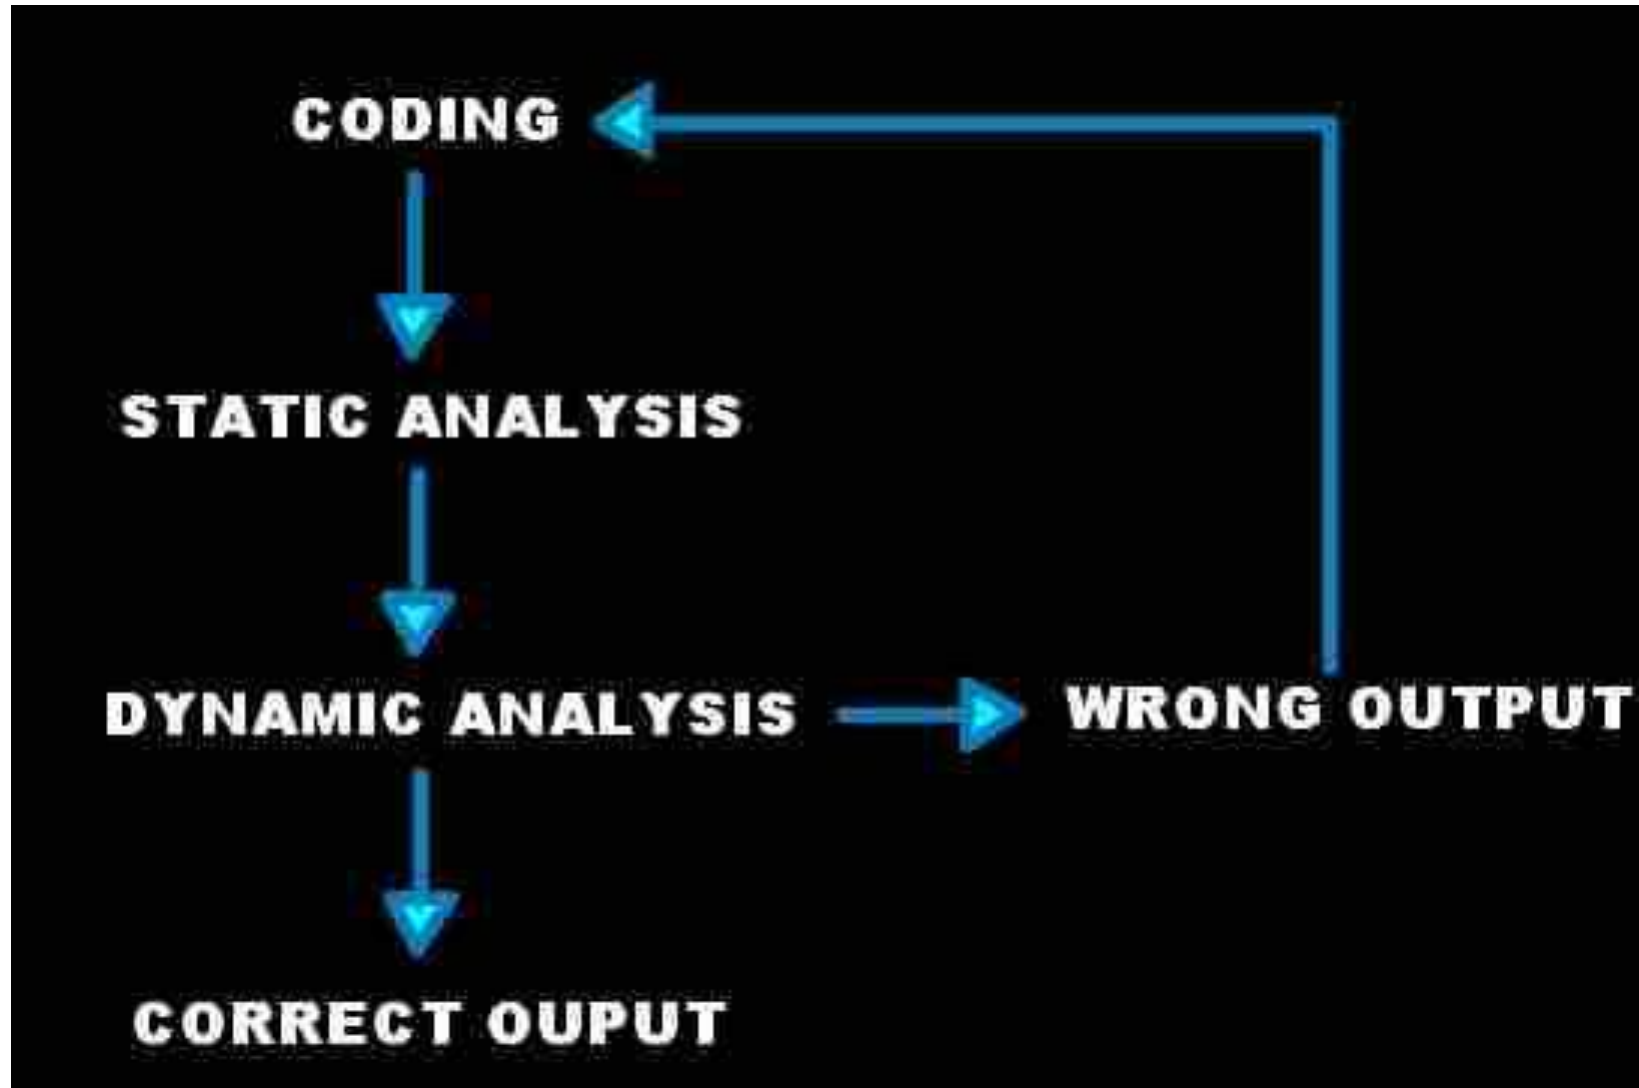 CODING
STATIC ANALYSIS
DYNAMIC ANALYSIS
WRONG OUTPUT
CORRECT OUPUT